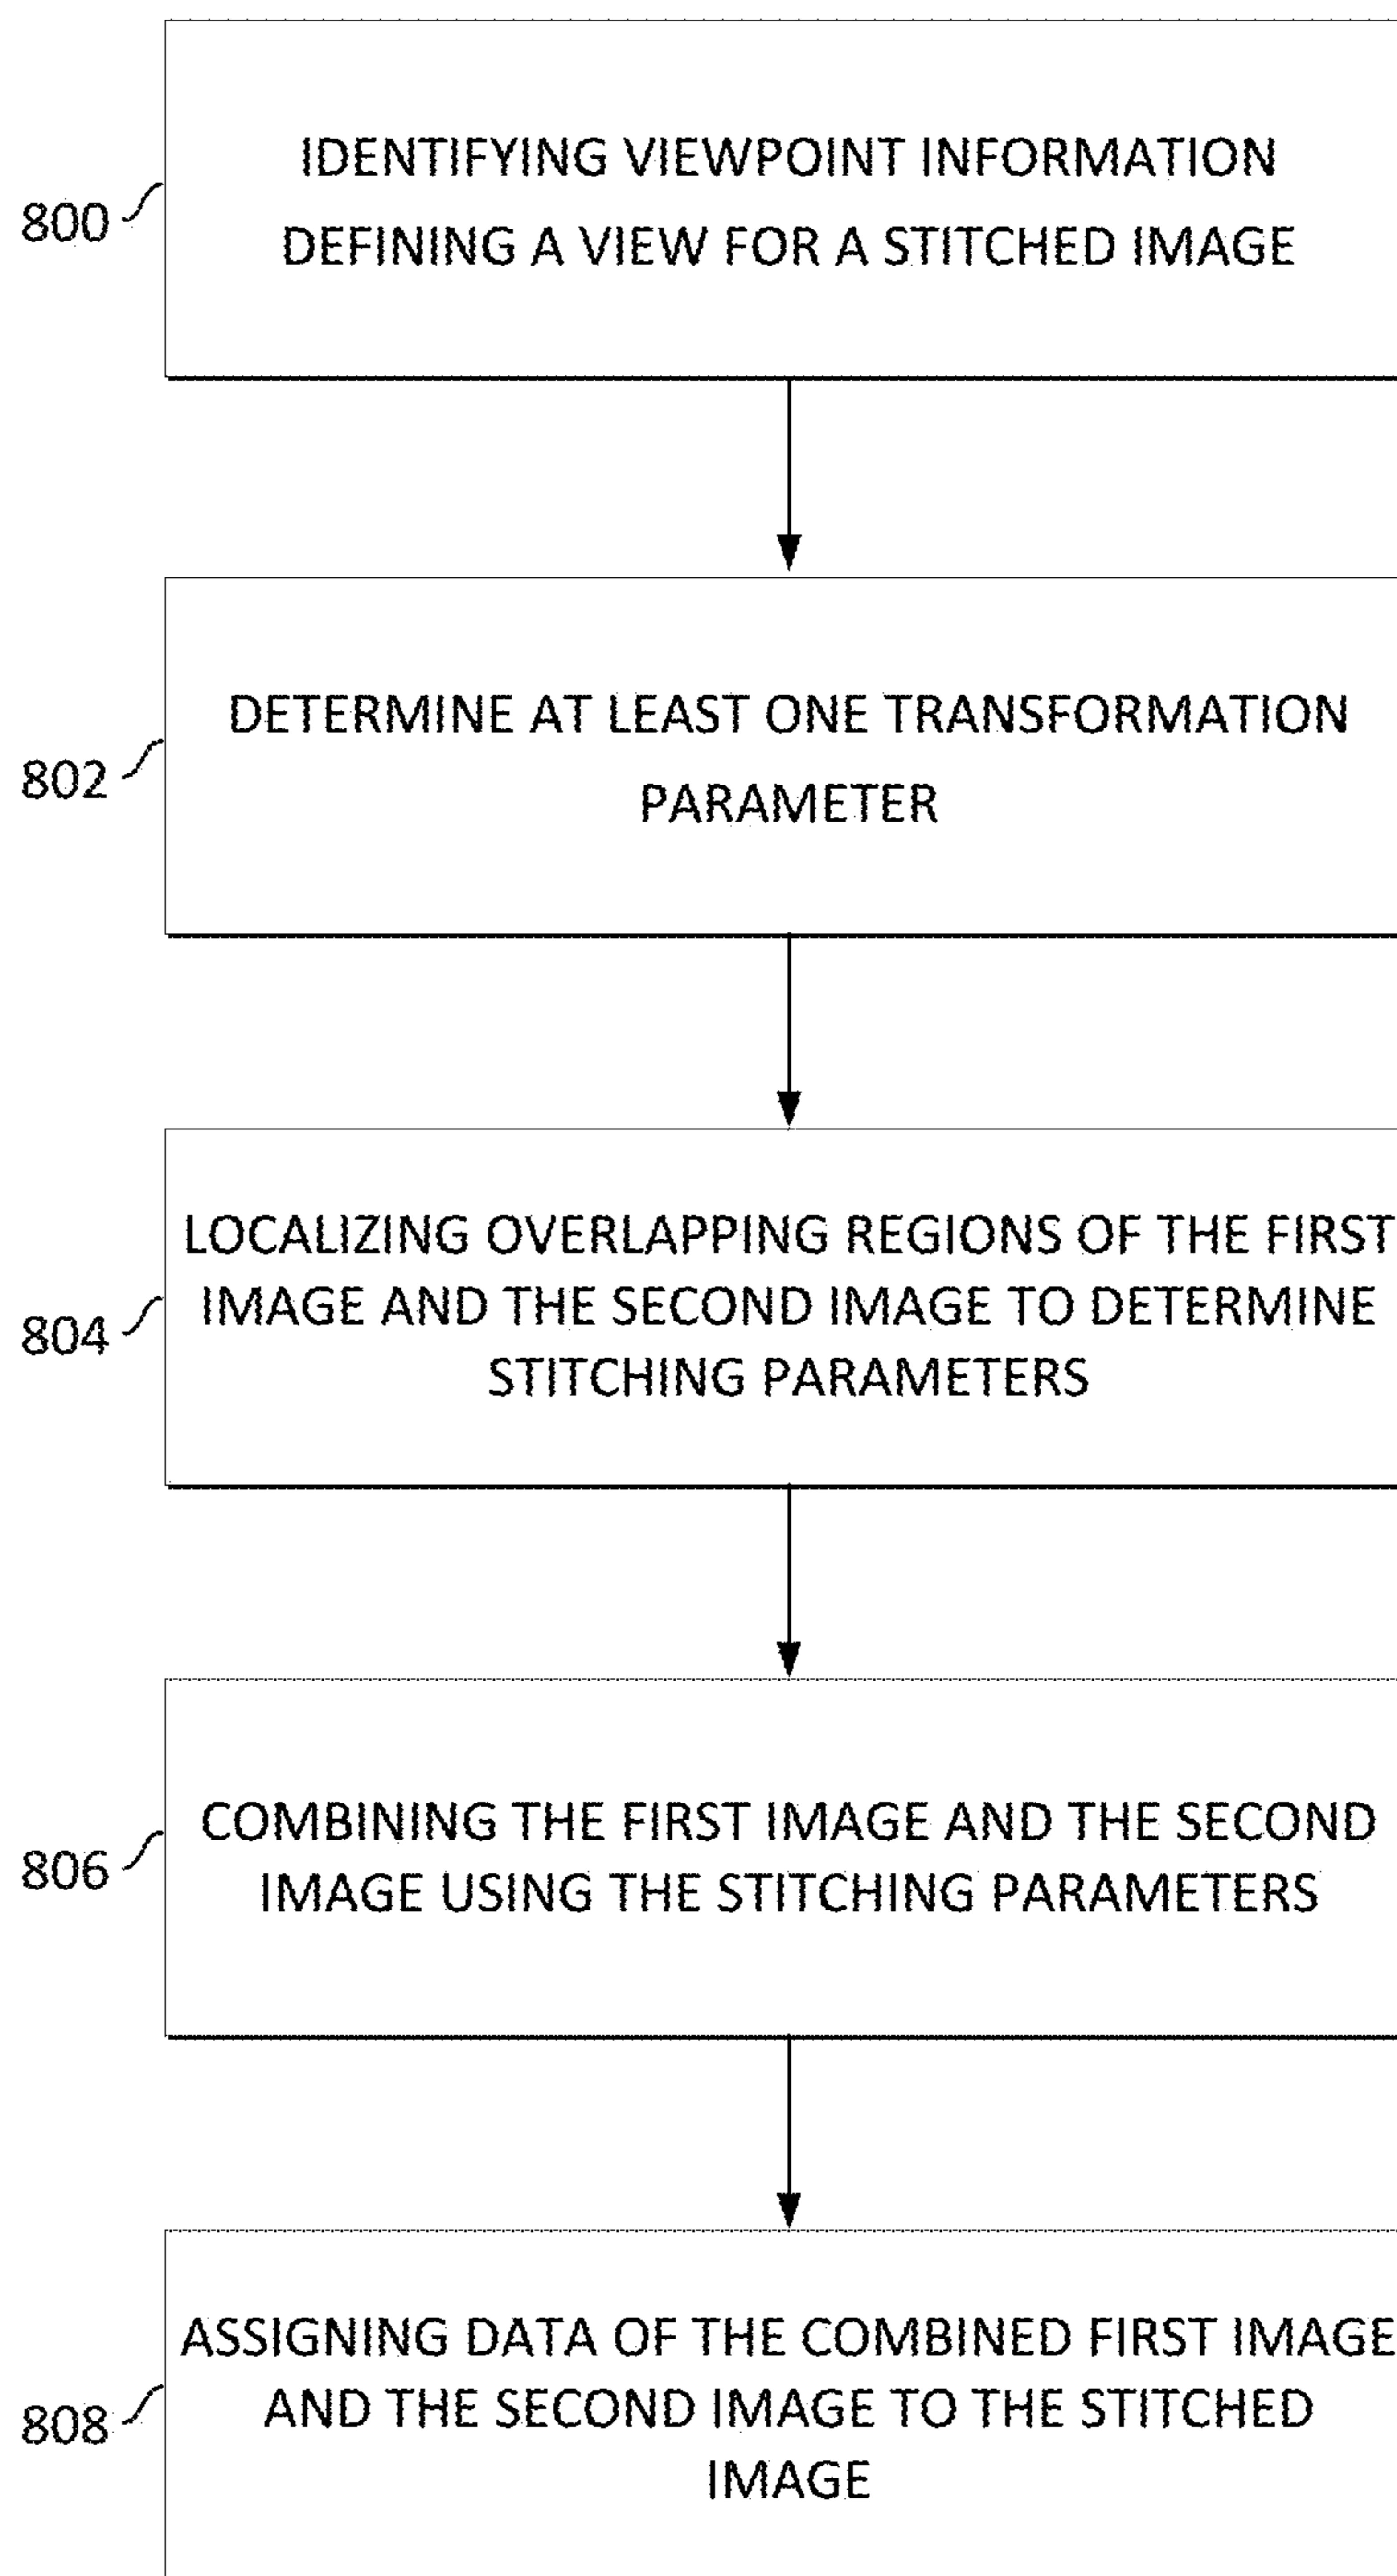 800
IDENTIFYING VIEWPOINT INFORMATION
DEFINING A VIEW FOR A STITCHED IMAGE
802
DETERMINE AT LEAST ONE TRANSFORMATION
PARAMETER
804
LOCALIZING OVERLAPPING REGIONS OF THE FIRST
IMAGE AND THE SECOND IMAGE TO DETERMINE
STITCHING PARAMETERS
806
COMBINING THE FIRST IMAGE AND THE SECOND
IMAGE USING THE STITCHING PARAMETERS
808
ASSIGNING DATA OF THE COMBINED FIRST IMAGE
AND THE SECOND IMAGE TO THE STITCHED
IMAGE